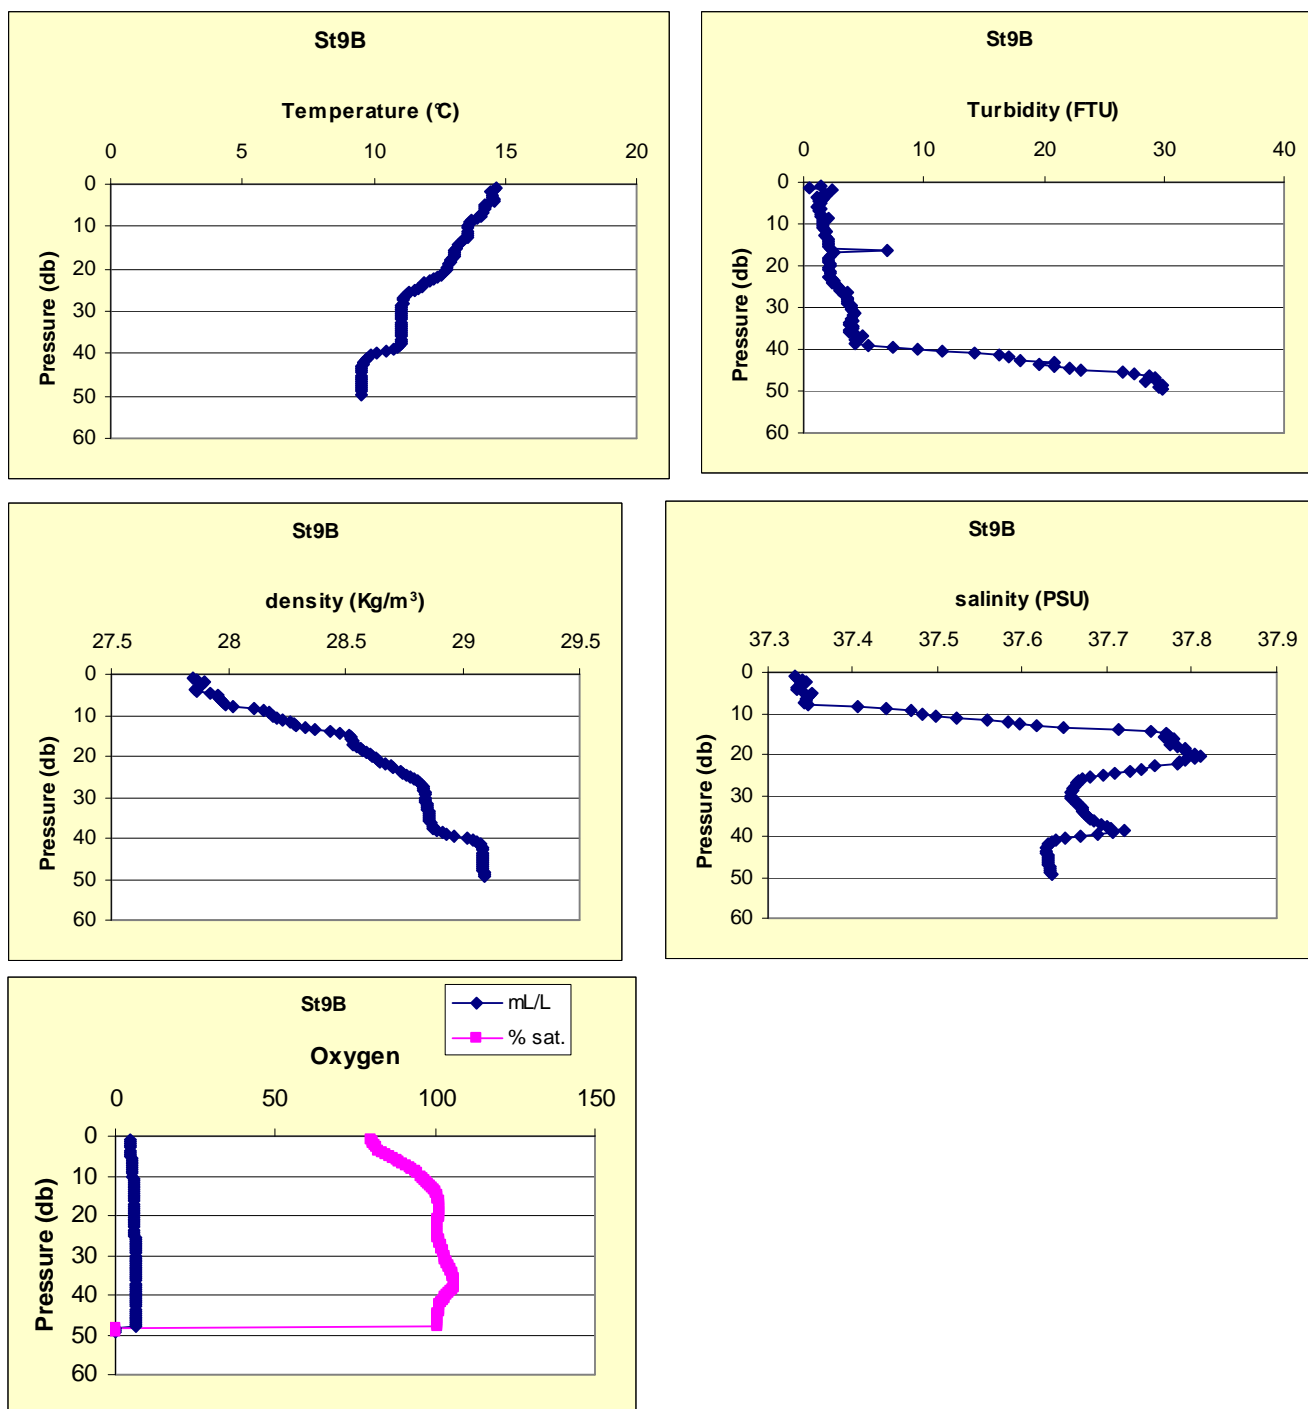 St9B
Temperature (°C)
0 5 10 15 20
0
10
20
30
40
50
60
Pressure (db)
St9B
Turbidity (FTU)
0 10 20 30 40
0
10
20
30
40
50
60
Pressure (db)
St9B
density (Kg/m³)
27.5 28 28.5 29 29.5
0
10
20
30
40
50
60
Pressure (db)
St9B
salinity (PSU)
37.3 37.4 37.5 37.6 37.7 37.8 37.9
0
10
20
30
40
50
60
Pressure (db)
St9B
mL/L
% sat.
Oxygen
0 50 100 150
0
10
20
30
40
50
60
Pressure (db)